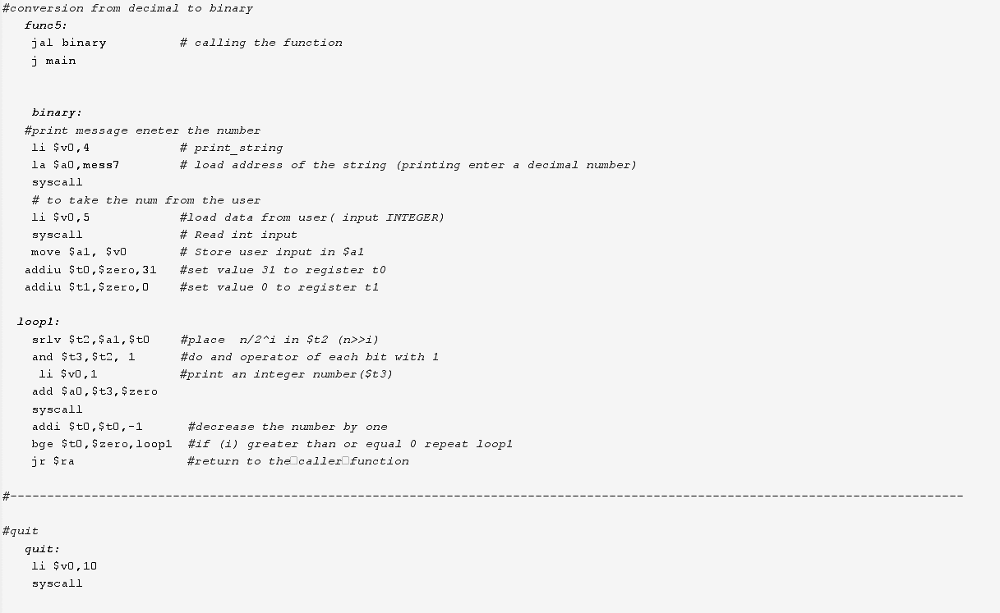 #conversion from decimal to binary
func5:
jal binary # calling the function
j main
binary:
#print message eneter the number
li $v0,4 # print_string
la $a0,mess7 # load address of the string (printing enter a decimal number)
syscall
# to take the num from the user
li $v0,5 #load data from user( input INTEGER)
syscall # Read int input
move $a1, $v0 # Store user input in $a1
addiu $t0,$zero,31 #set value 31 to register t0
addiu $t1,$zero,0 #set value 0 to register t1
loop1:
srlv $t2,$a1,$t0 #place n/2^i in $t2 (n>>i)
and $t3,$t2, 1 #do and operator of each bit with 1
li $v0,1 #print an integer number($t3)
add $a0,$t3,$zero
syscall
addi $t0,$t0,-1 #decrease the number by one
bge $t0,$zero,loop1 #if (i) greater than or equal 0 repeat loop1
jr $ra #return to the□caller□function
#----------------------------------------------------------------------------------------------------------------------------------
#quit
quit:
li $v0,10
syscall